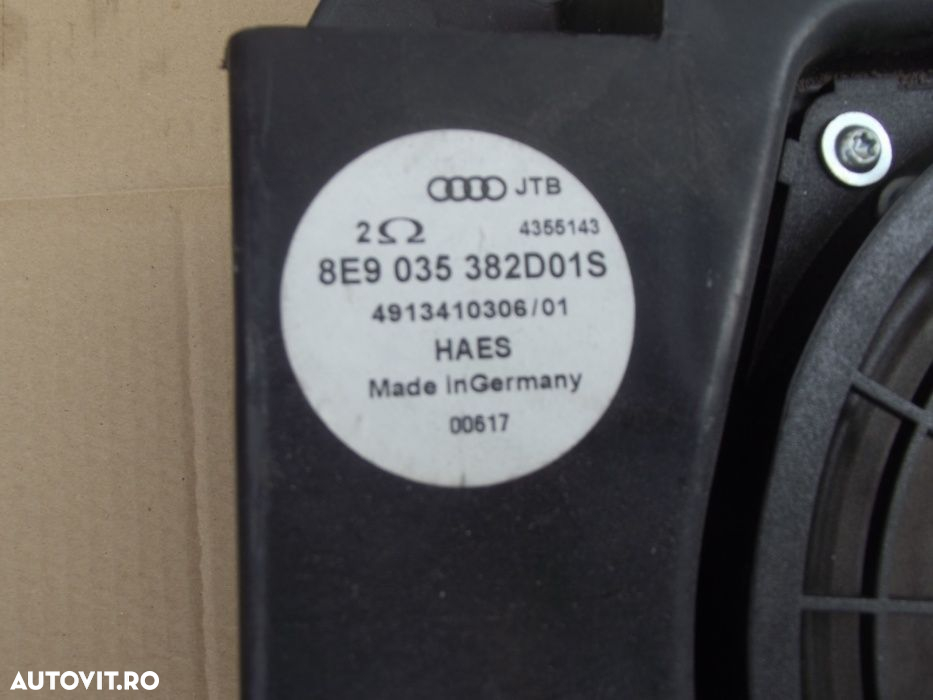 JTB
2Ω 4355143
8E9 035 382D01S
4913410306/01
HAES
Made inGermany
00617
AUTOVIT.RO